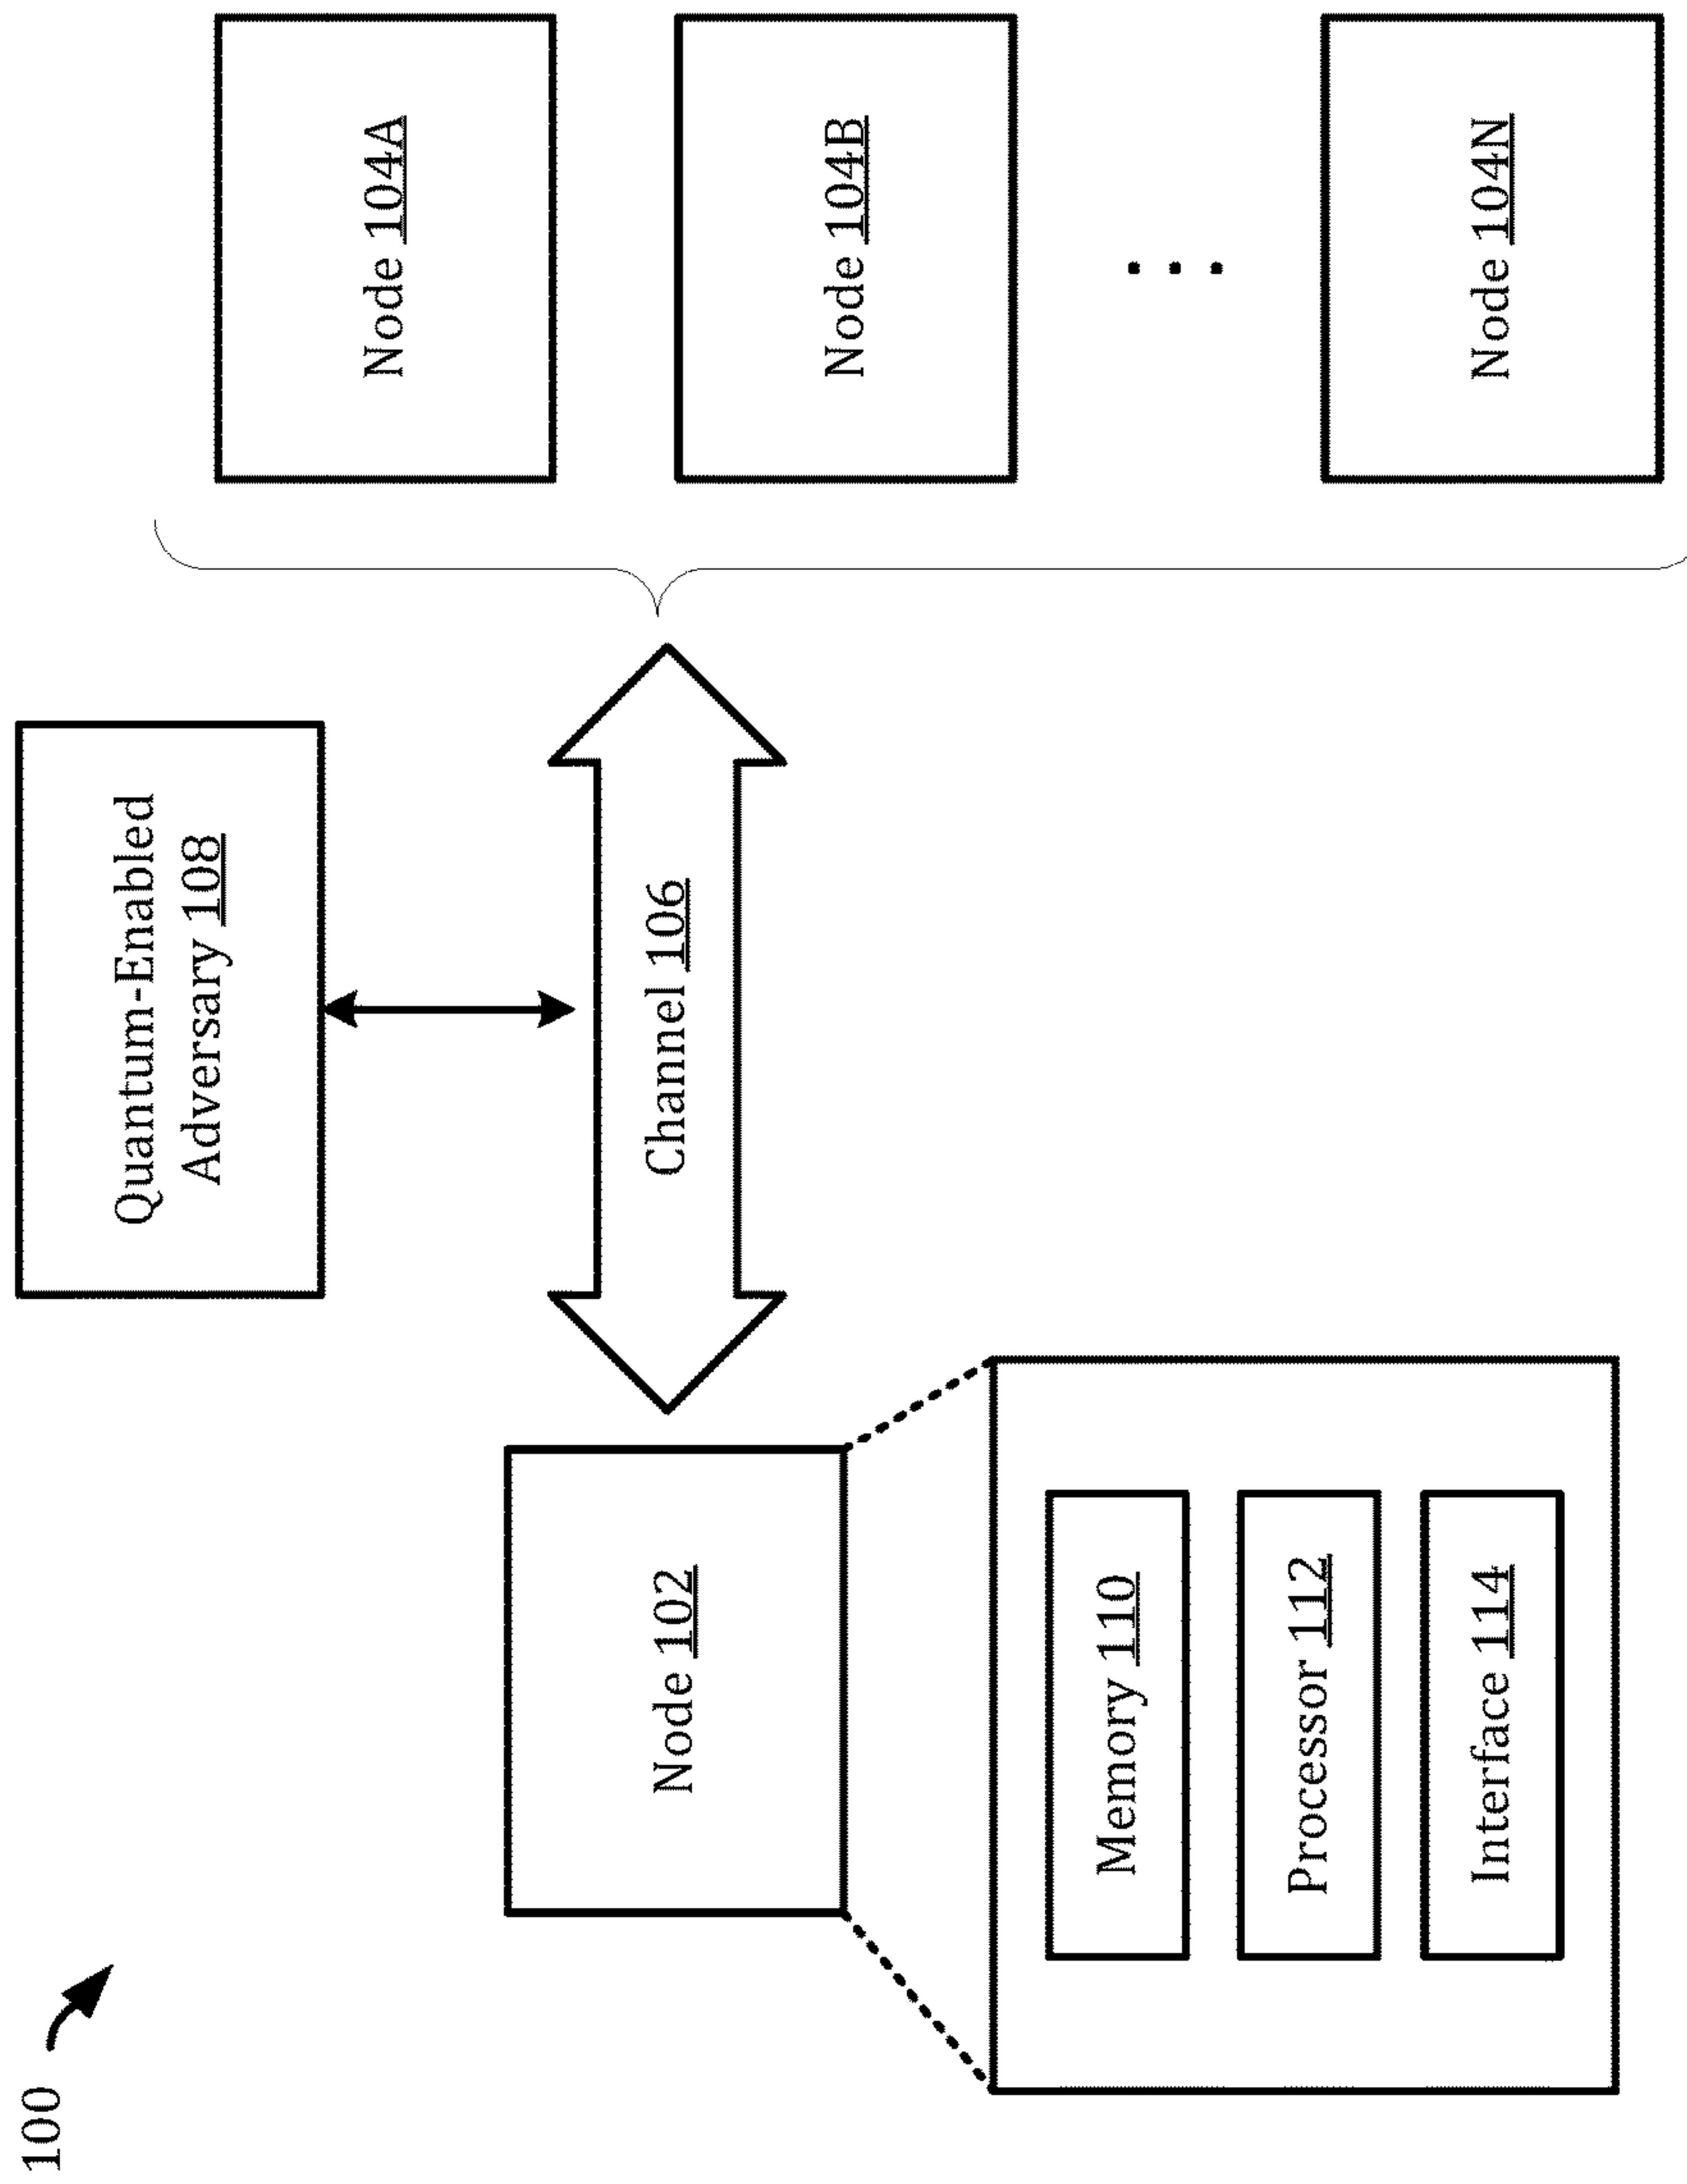 100
Quantum-Enabled
Adversary 108
Node 102
Channel 106
Node 104A
Node 104B
. . .
Node 104N
Memory 110
Processor 112
Interface 114